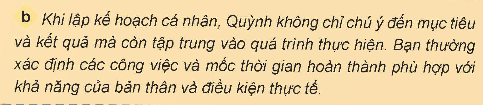 b Khi lập kế hoạch cá nhân, Quỳnh không chỉ chú ý đến mục tiêu
và kết quả mà còn tập trung vào quá trình thực hiện. Bạn thường
xác định các công việc và mốc thời gian hoàn thành phù hợp với
khả năng của bản thân và điều kiện thực tế.